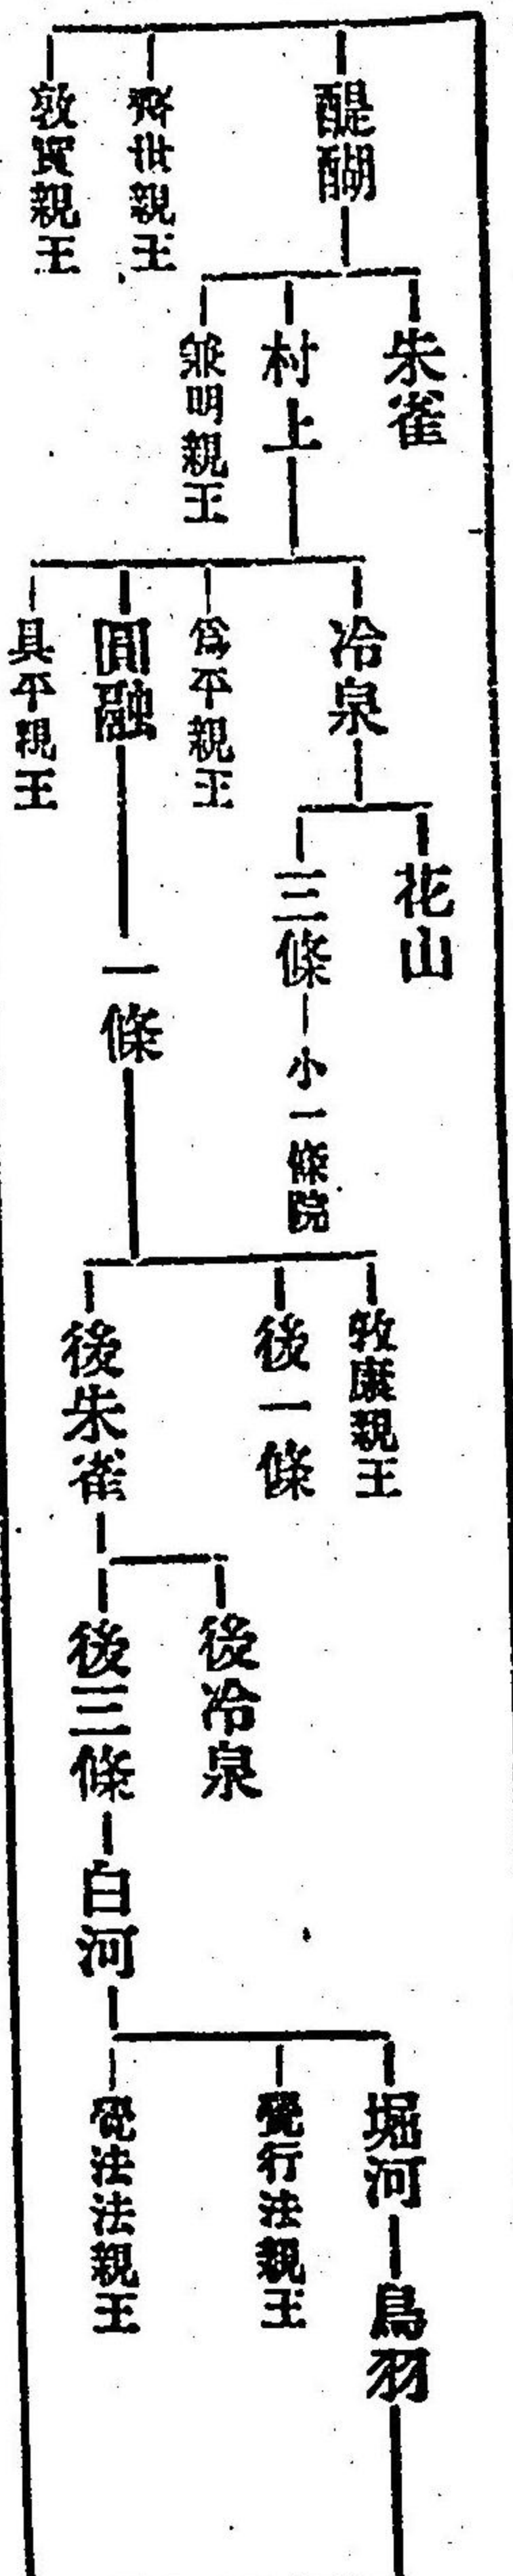 醍醐
齊世親王
敦實親王
朱雀
村上
兼明親王
冷泉
爲平親王
圓融
具平親王
花山
三條
小一條院
一條
敦康親王
後一條
後朱雀
後冷泉
後三條
白河
堀河
覺行法親王
覺法法親王
鳥羽